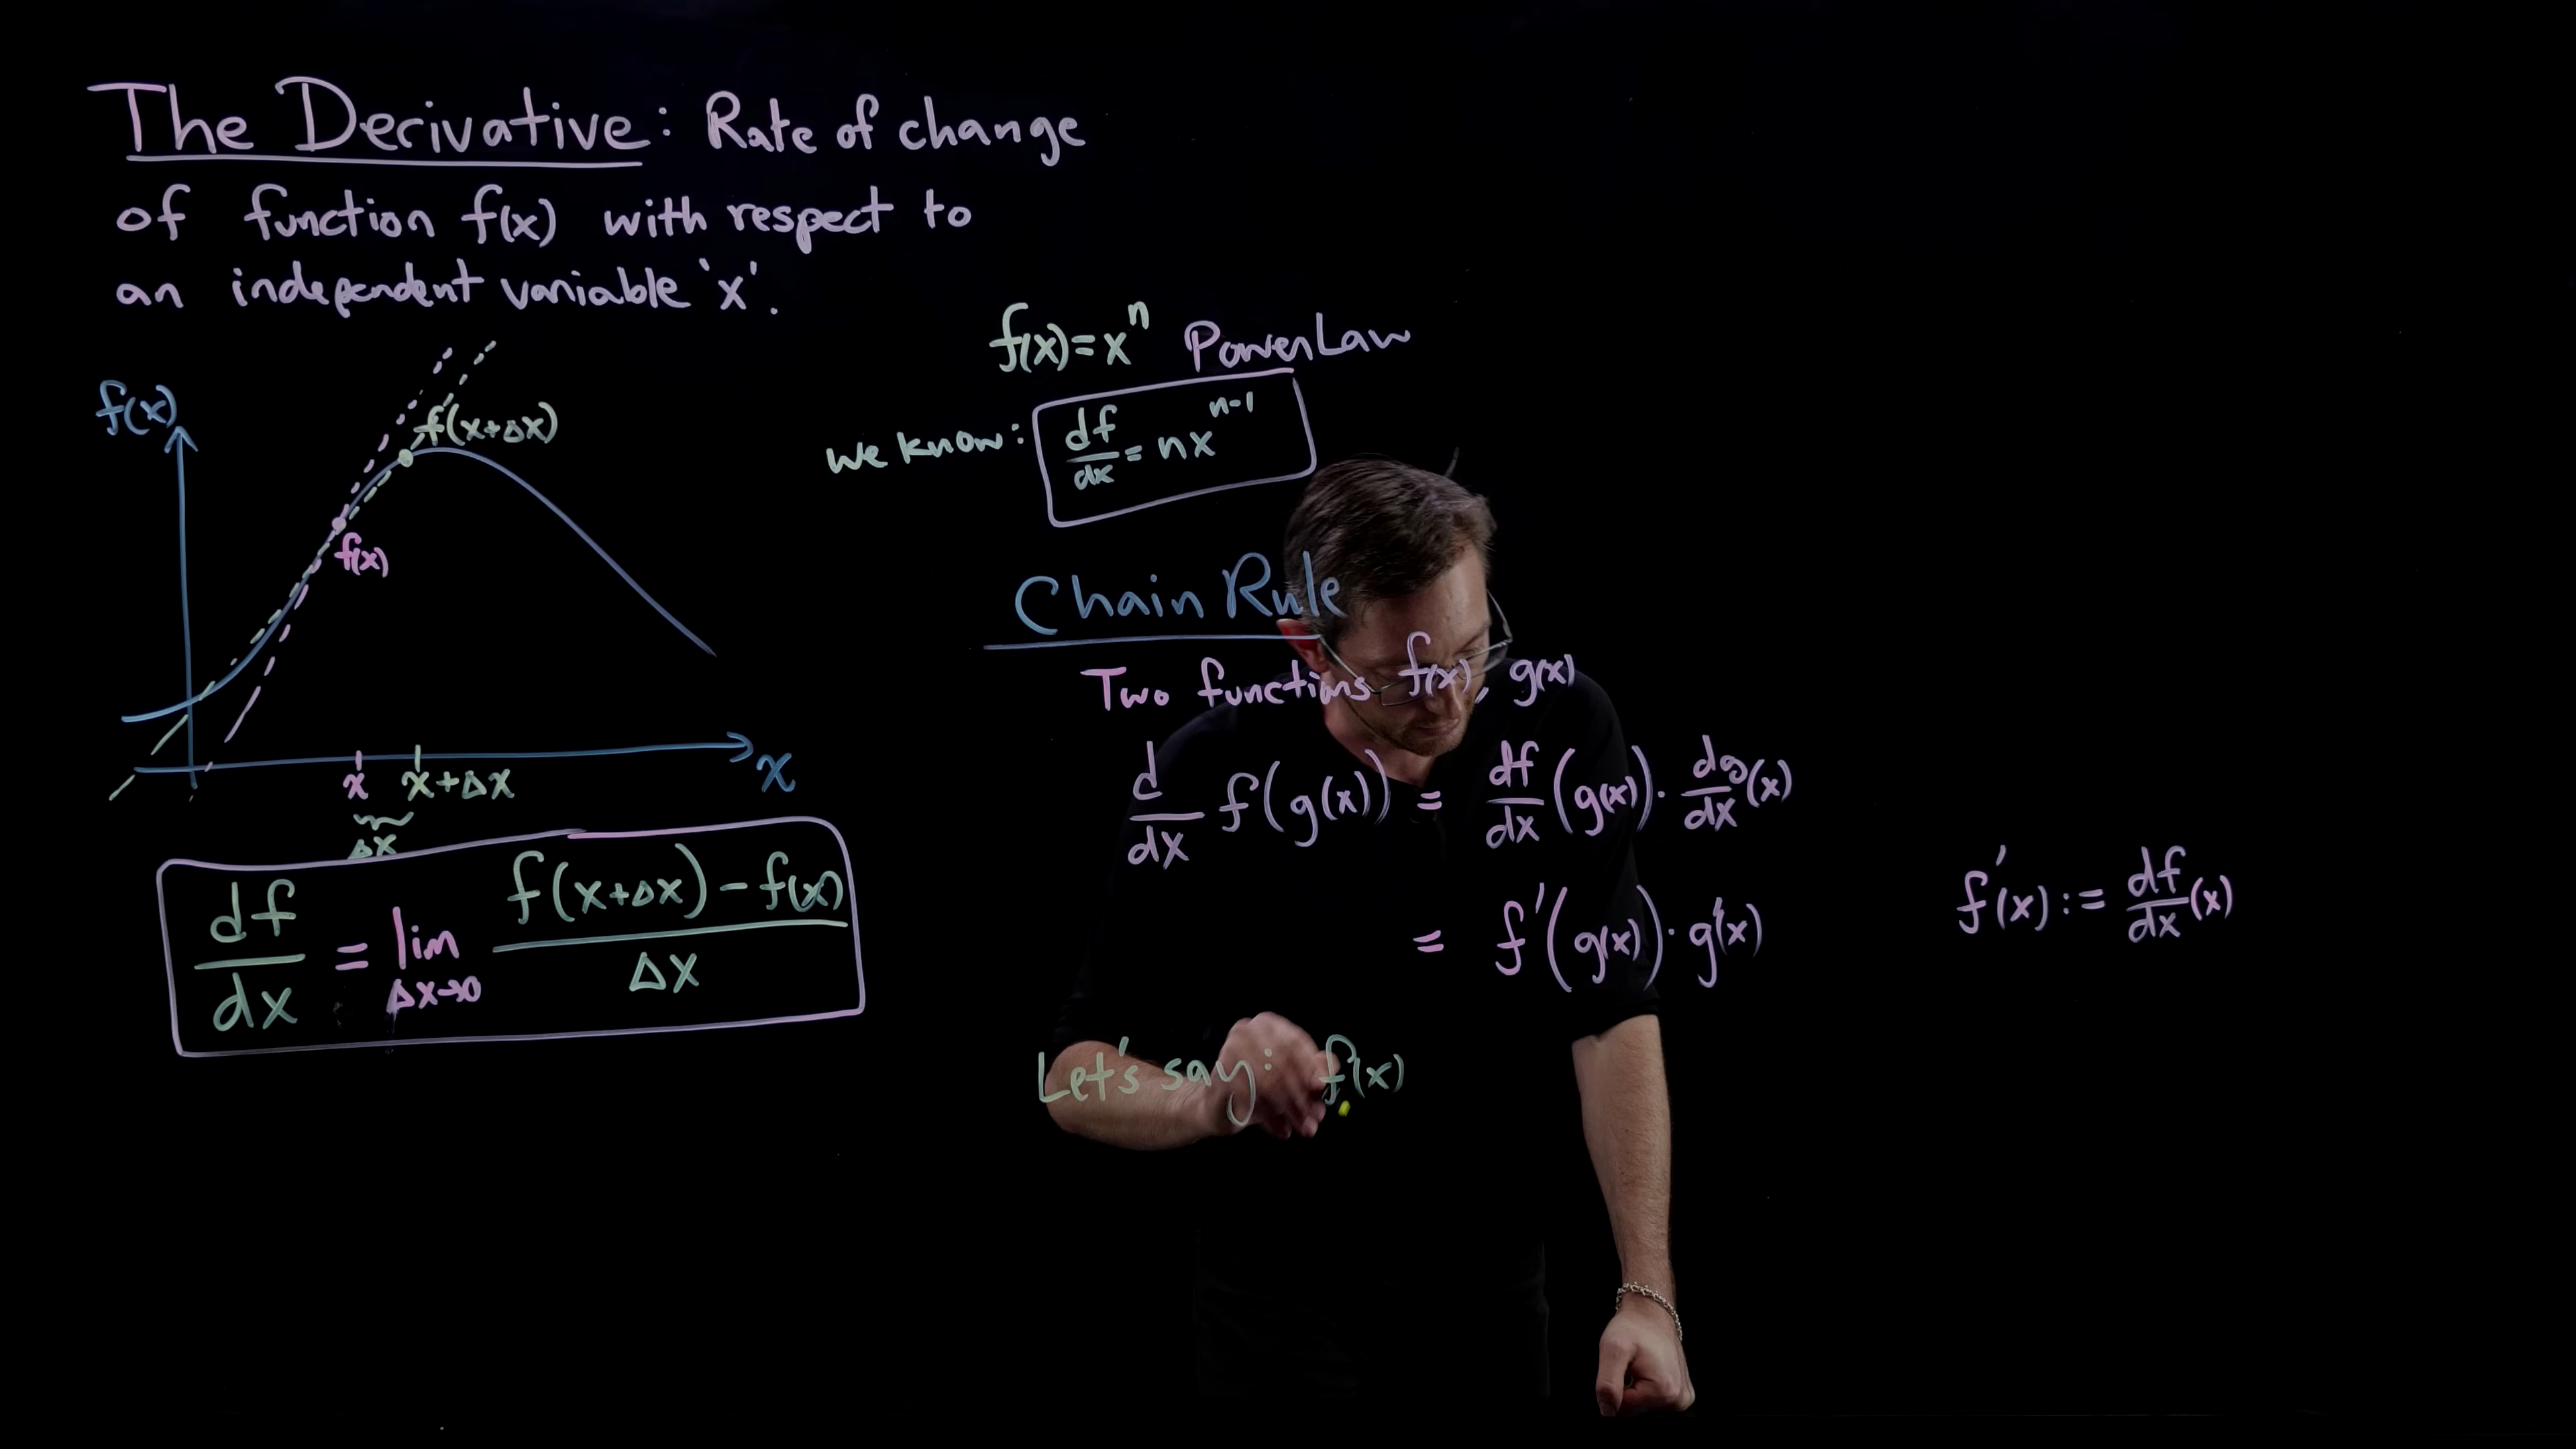 The Derivative: Rate of change
of function f(x) with respect to
an independent variable 'x'.
f(x)
f(x+Δx)
f(x)
x
x+Δx
x
Δx
df/dx = lim Δx→0 f(x+Δx)-f(x)/Δx
f(x)=xⁿ Power Law
We know: df/dx = nxⁿ⁻¹
Chain Rule
Two functions f(x), g(x)
d/dx f(g(x)) = df/dx (g(x)) · dg/dx (x)
= f'(g(x)) · g'(x)
f'(x) := df/dx (x)
Let's say: f(x)